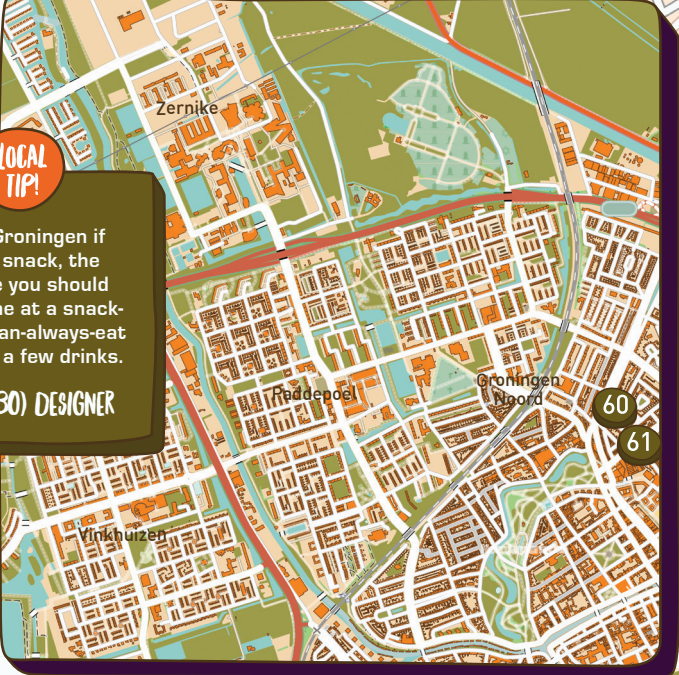 Zernike
LOCAL
TIP!
Groningen if
snack, the
you should
at a snack-
an-always-eat
a few drinks.
30) DESIGNER
Paddepoel
Groningen
Noord
60
61
Vinkhuizen